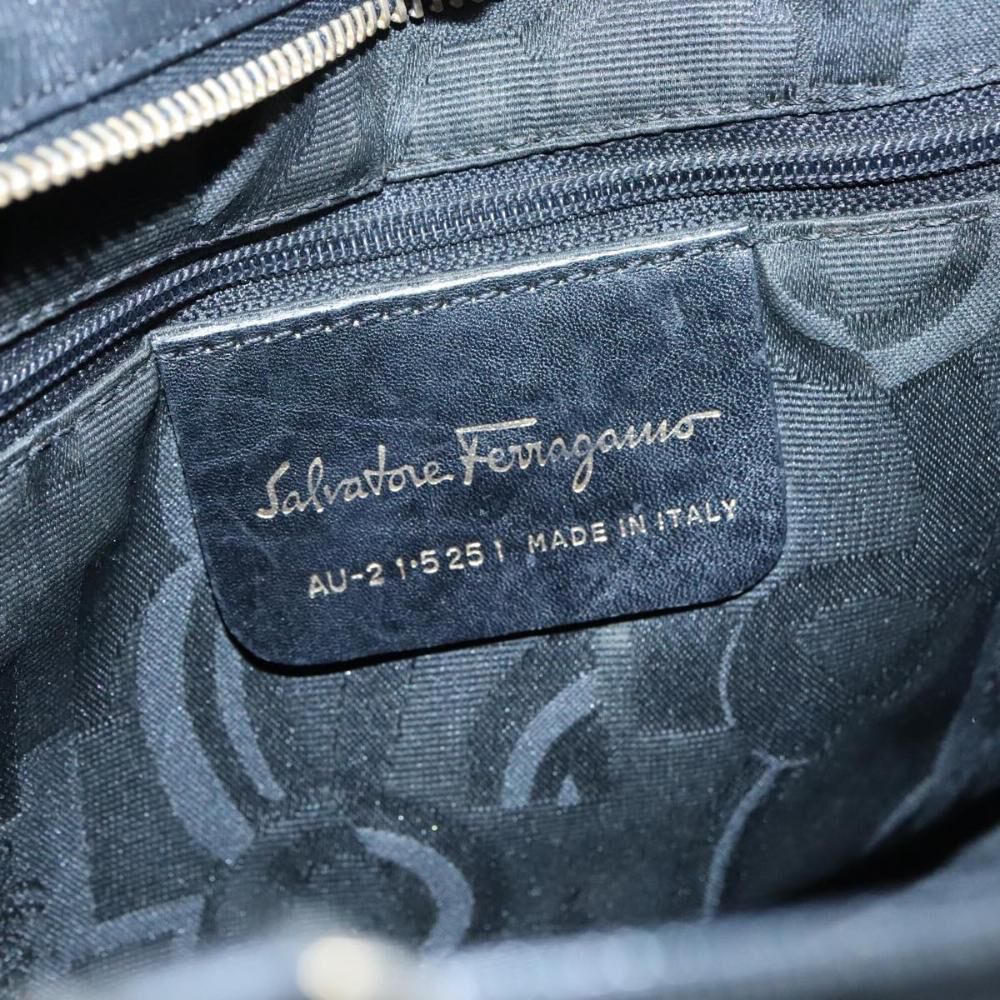 Salvatore Ferragamo
AU-21·5251 MADE IN ITALY